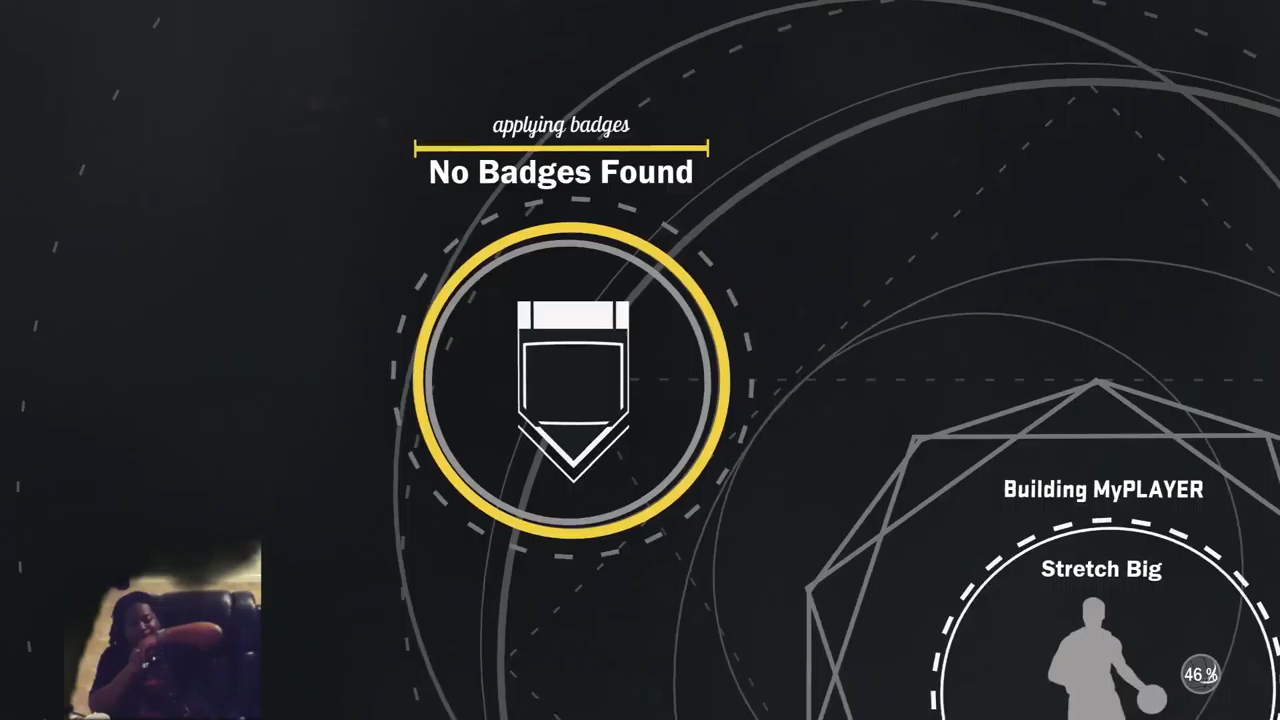 applying badges
No Badges Found
Building MyPLAYER
Stretch Big
46 %